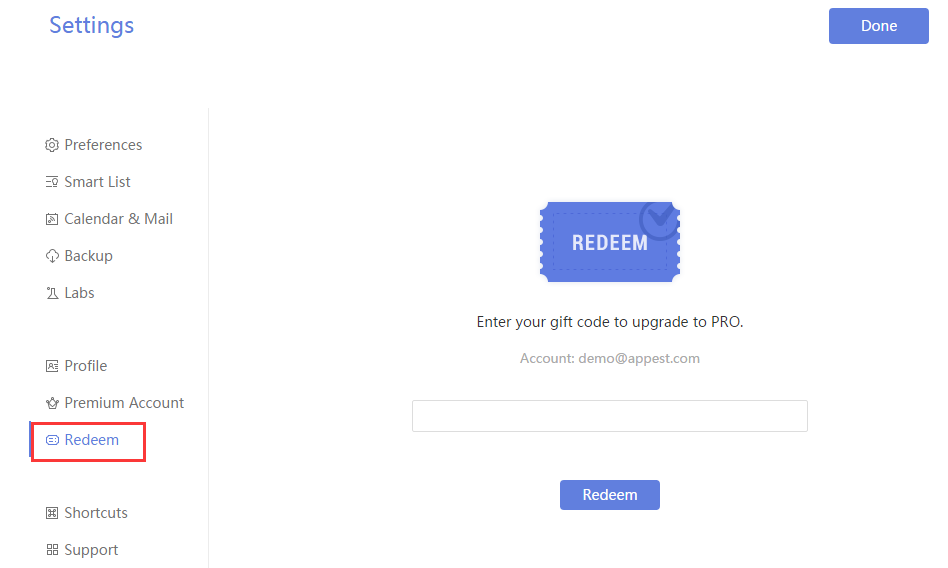 Settings
Done
Preferences
Smart List
Calendar & Mail
Backup
Labs
Profile
Premium Account
Redeem
Shortcuts
Support
REDEEM
Enter your gift code to upgrade to PRO.
Account: demo@appest.com
Redeem